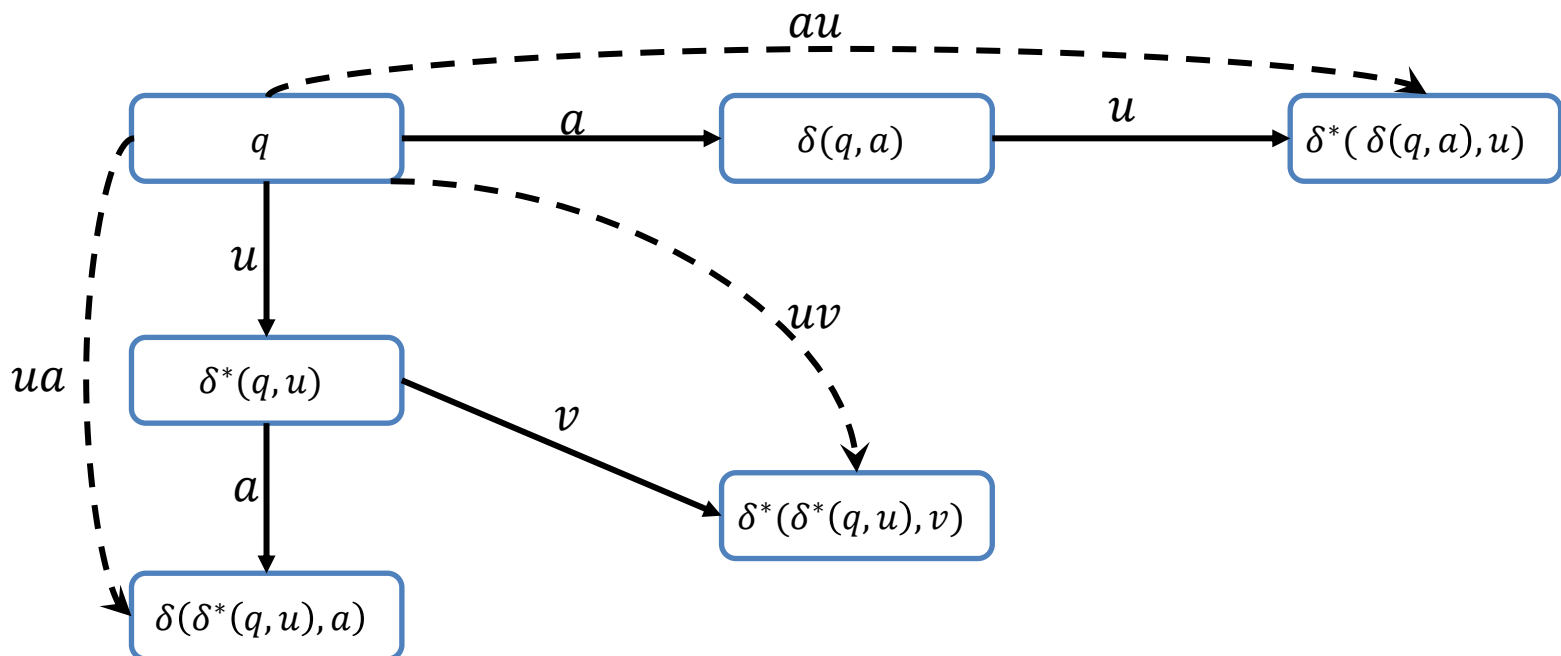 au
q
a
δ(q, a)
u
δ*( δ(q, a), u)
u
uv
ua
δ*(q, u)
v
a
δ*(δ*(q, u), v)
δ(δ*(q, u), a)